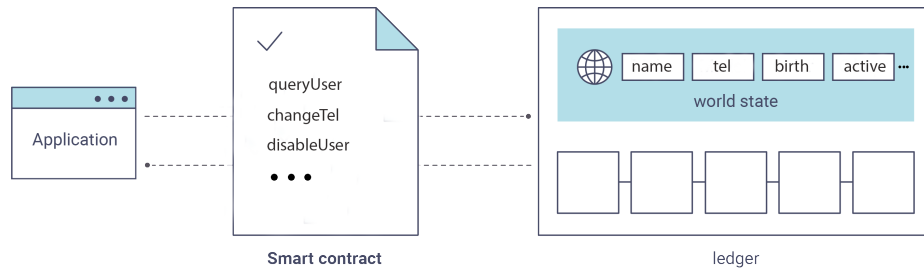 Application
queryUser
changeTel
disableUser
•••
Smart contract
name tel birth active ...
world state
ledger